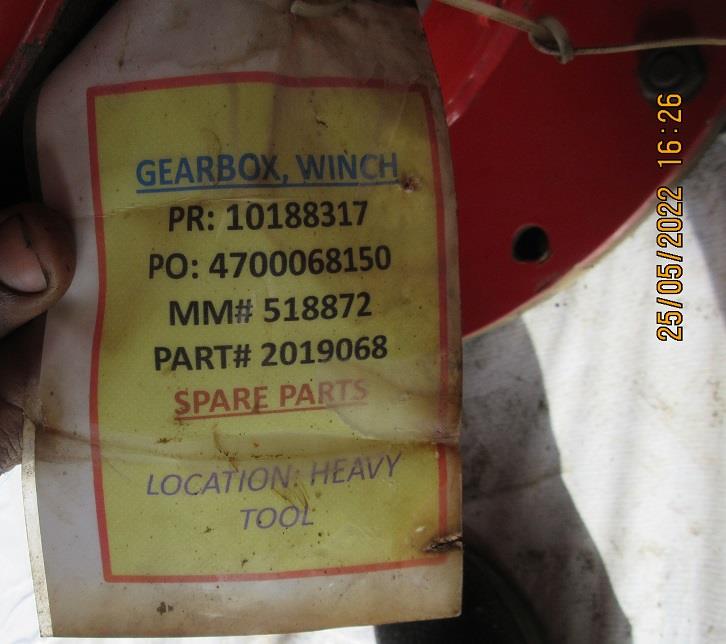 GEARBOX, WINCH
PR: 10188317
PO: 4700068150
MM# 518872
PART# 2019068
SPARE PARTS
LOCATION: HEAVY
TOOL
25/05/2022 16:26